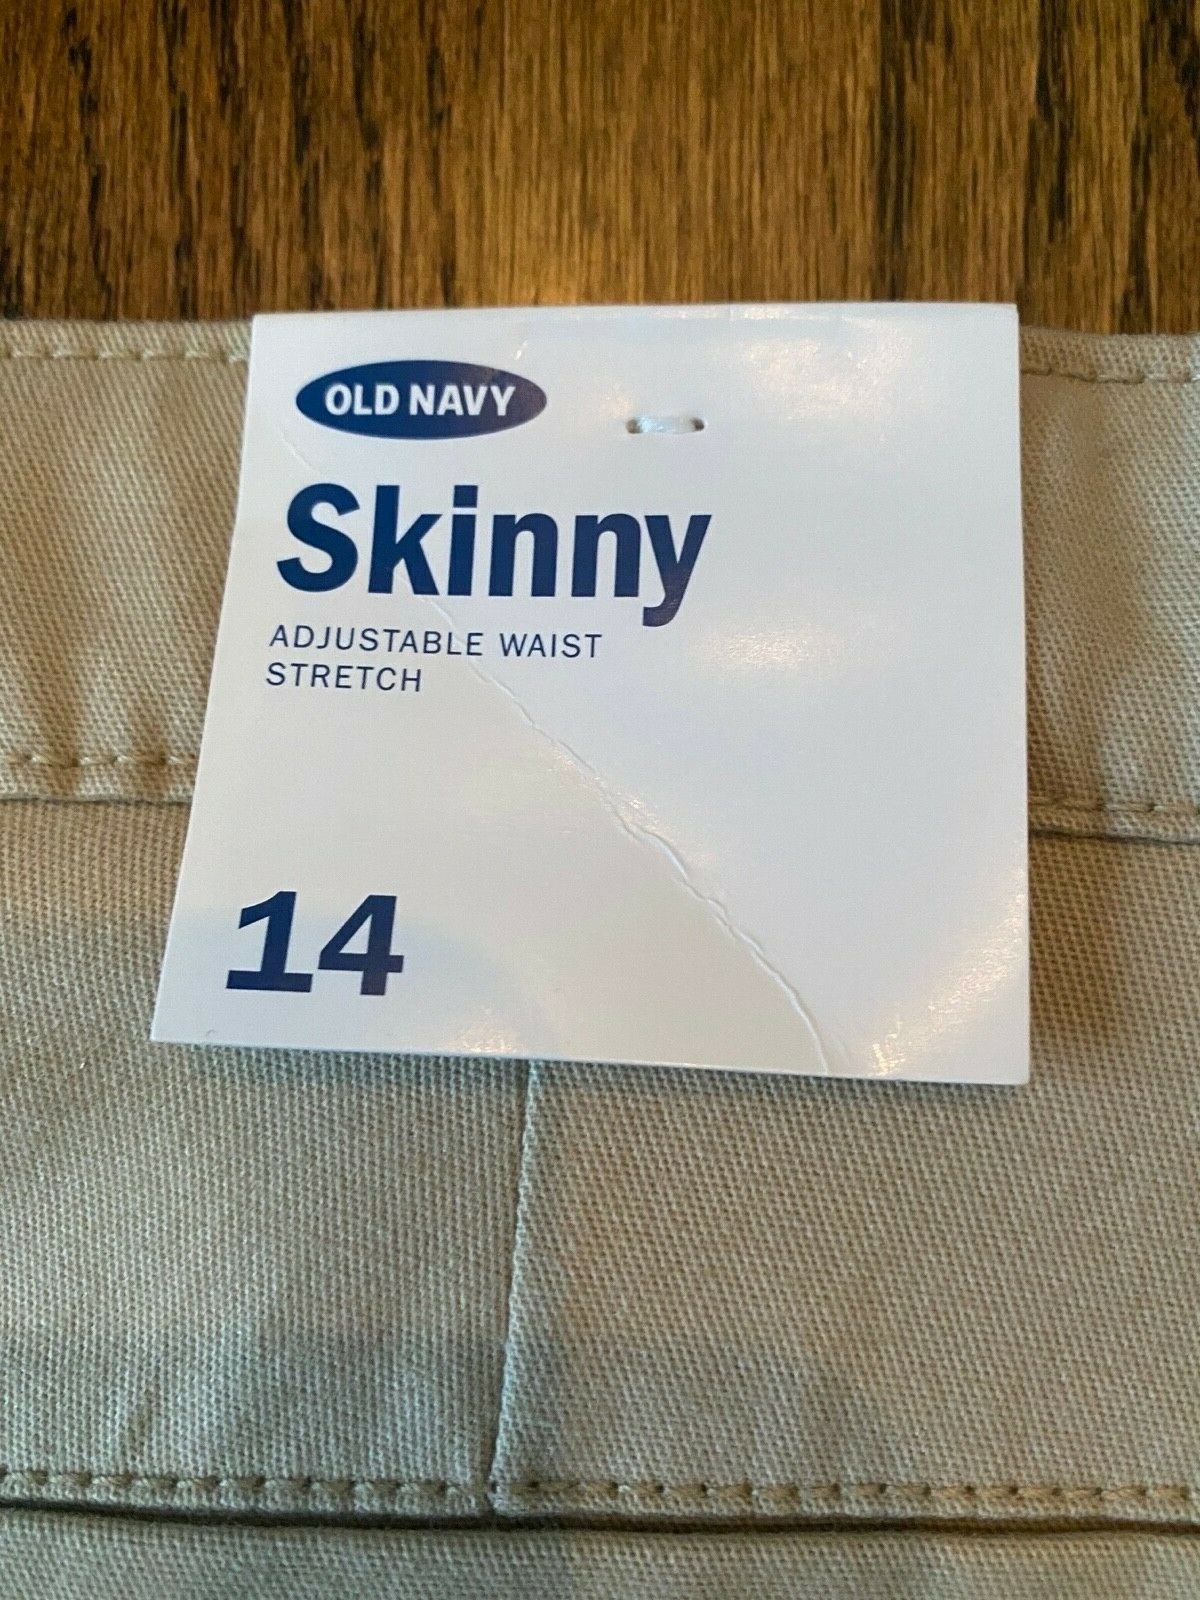 OLD NAVY
Skinny
ADJUSTABLE WAIST
STRETCH
14